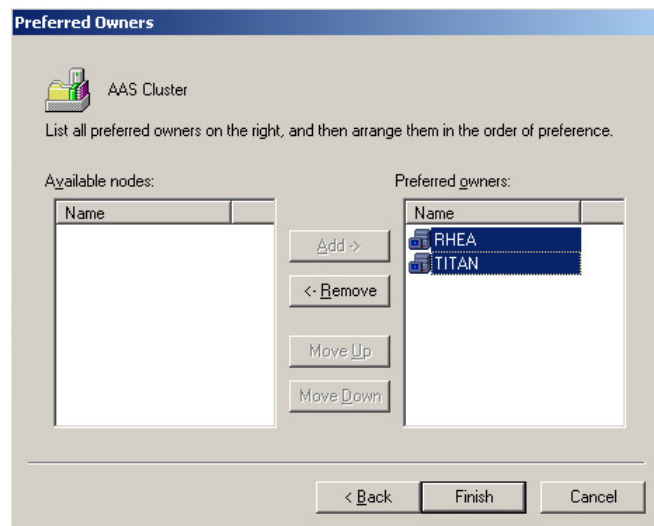 Preferred Owners
AAS Cluster
List all preferred owners on the right, and then arrange them in the order of preference.
Available nodes:
Preferred owners:
Name
Name
RHEA
TITAN
Add ->
<- Remove
Move Up
Move Down
< Back
Finish
Cancel